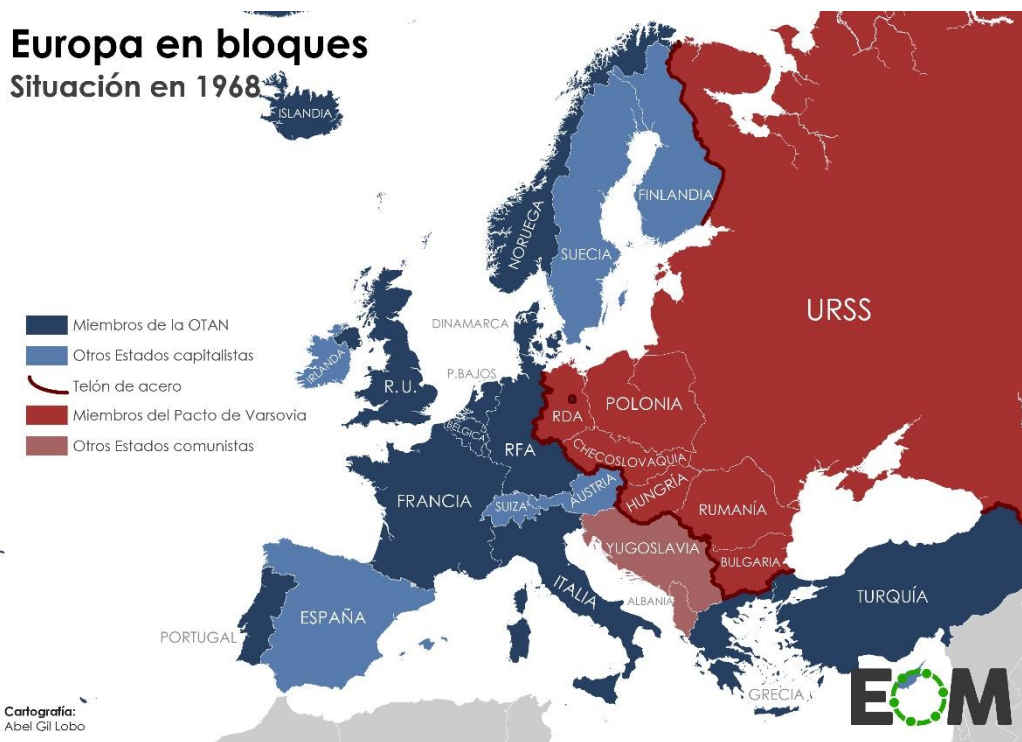 Europa en bloques
Situación en 1968
ISLANDIA
NORUEGA
SUECIA
FINLANDIA
URSS
Miembros de la OTAN
Otros Estados capitalistas
Telón de acero
Miembros del Pacto de Varsovia
Otros Estados comunistas
DINAMARCA
IRLANDA
R.U.
P.BAJOS
BELGICA
RFA
RDA
POLONIA
CHECOSLOVAQUIA
FRANCIA
SUIZA
AUSTRIA
HUNGRÍA
RUMANÍA
YUGOSLAVIA
BULGARIA
ITALIA
ALBANIA
TURQUÍA
PORTUGAL
ESPAÑA
GRECIA
EOM
Cartografía:
Abel Gil Lobo